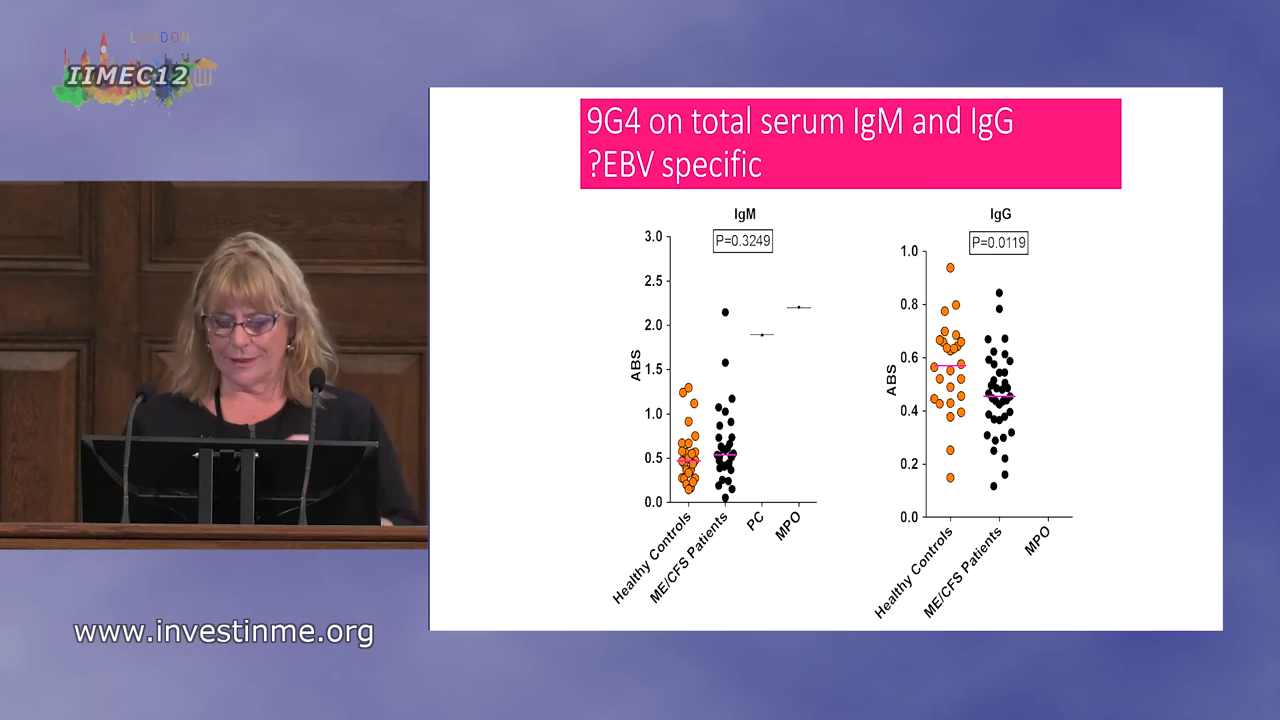 LONDON
IIMEC12
9G4 on total serum IgM and IgG
?EBV specific
IgM
P=0.3249
3.0
2.5
2.0
1.5
1.0
0.5
0.0
ABS
Healthy Controls
ME/CFS Patients
PC
MPO
IgG
P=0.0119
1.0
0.8
0.6
0.4
0.2
0.0
ABS
Healthy Controls
ME/CFS Patients
MPO
www.investinme.org